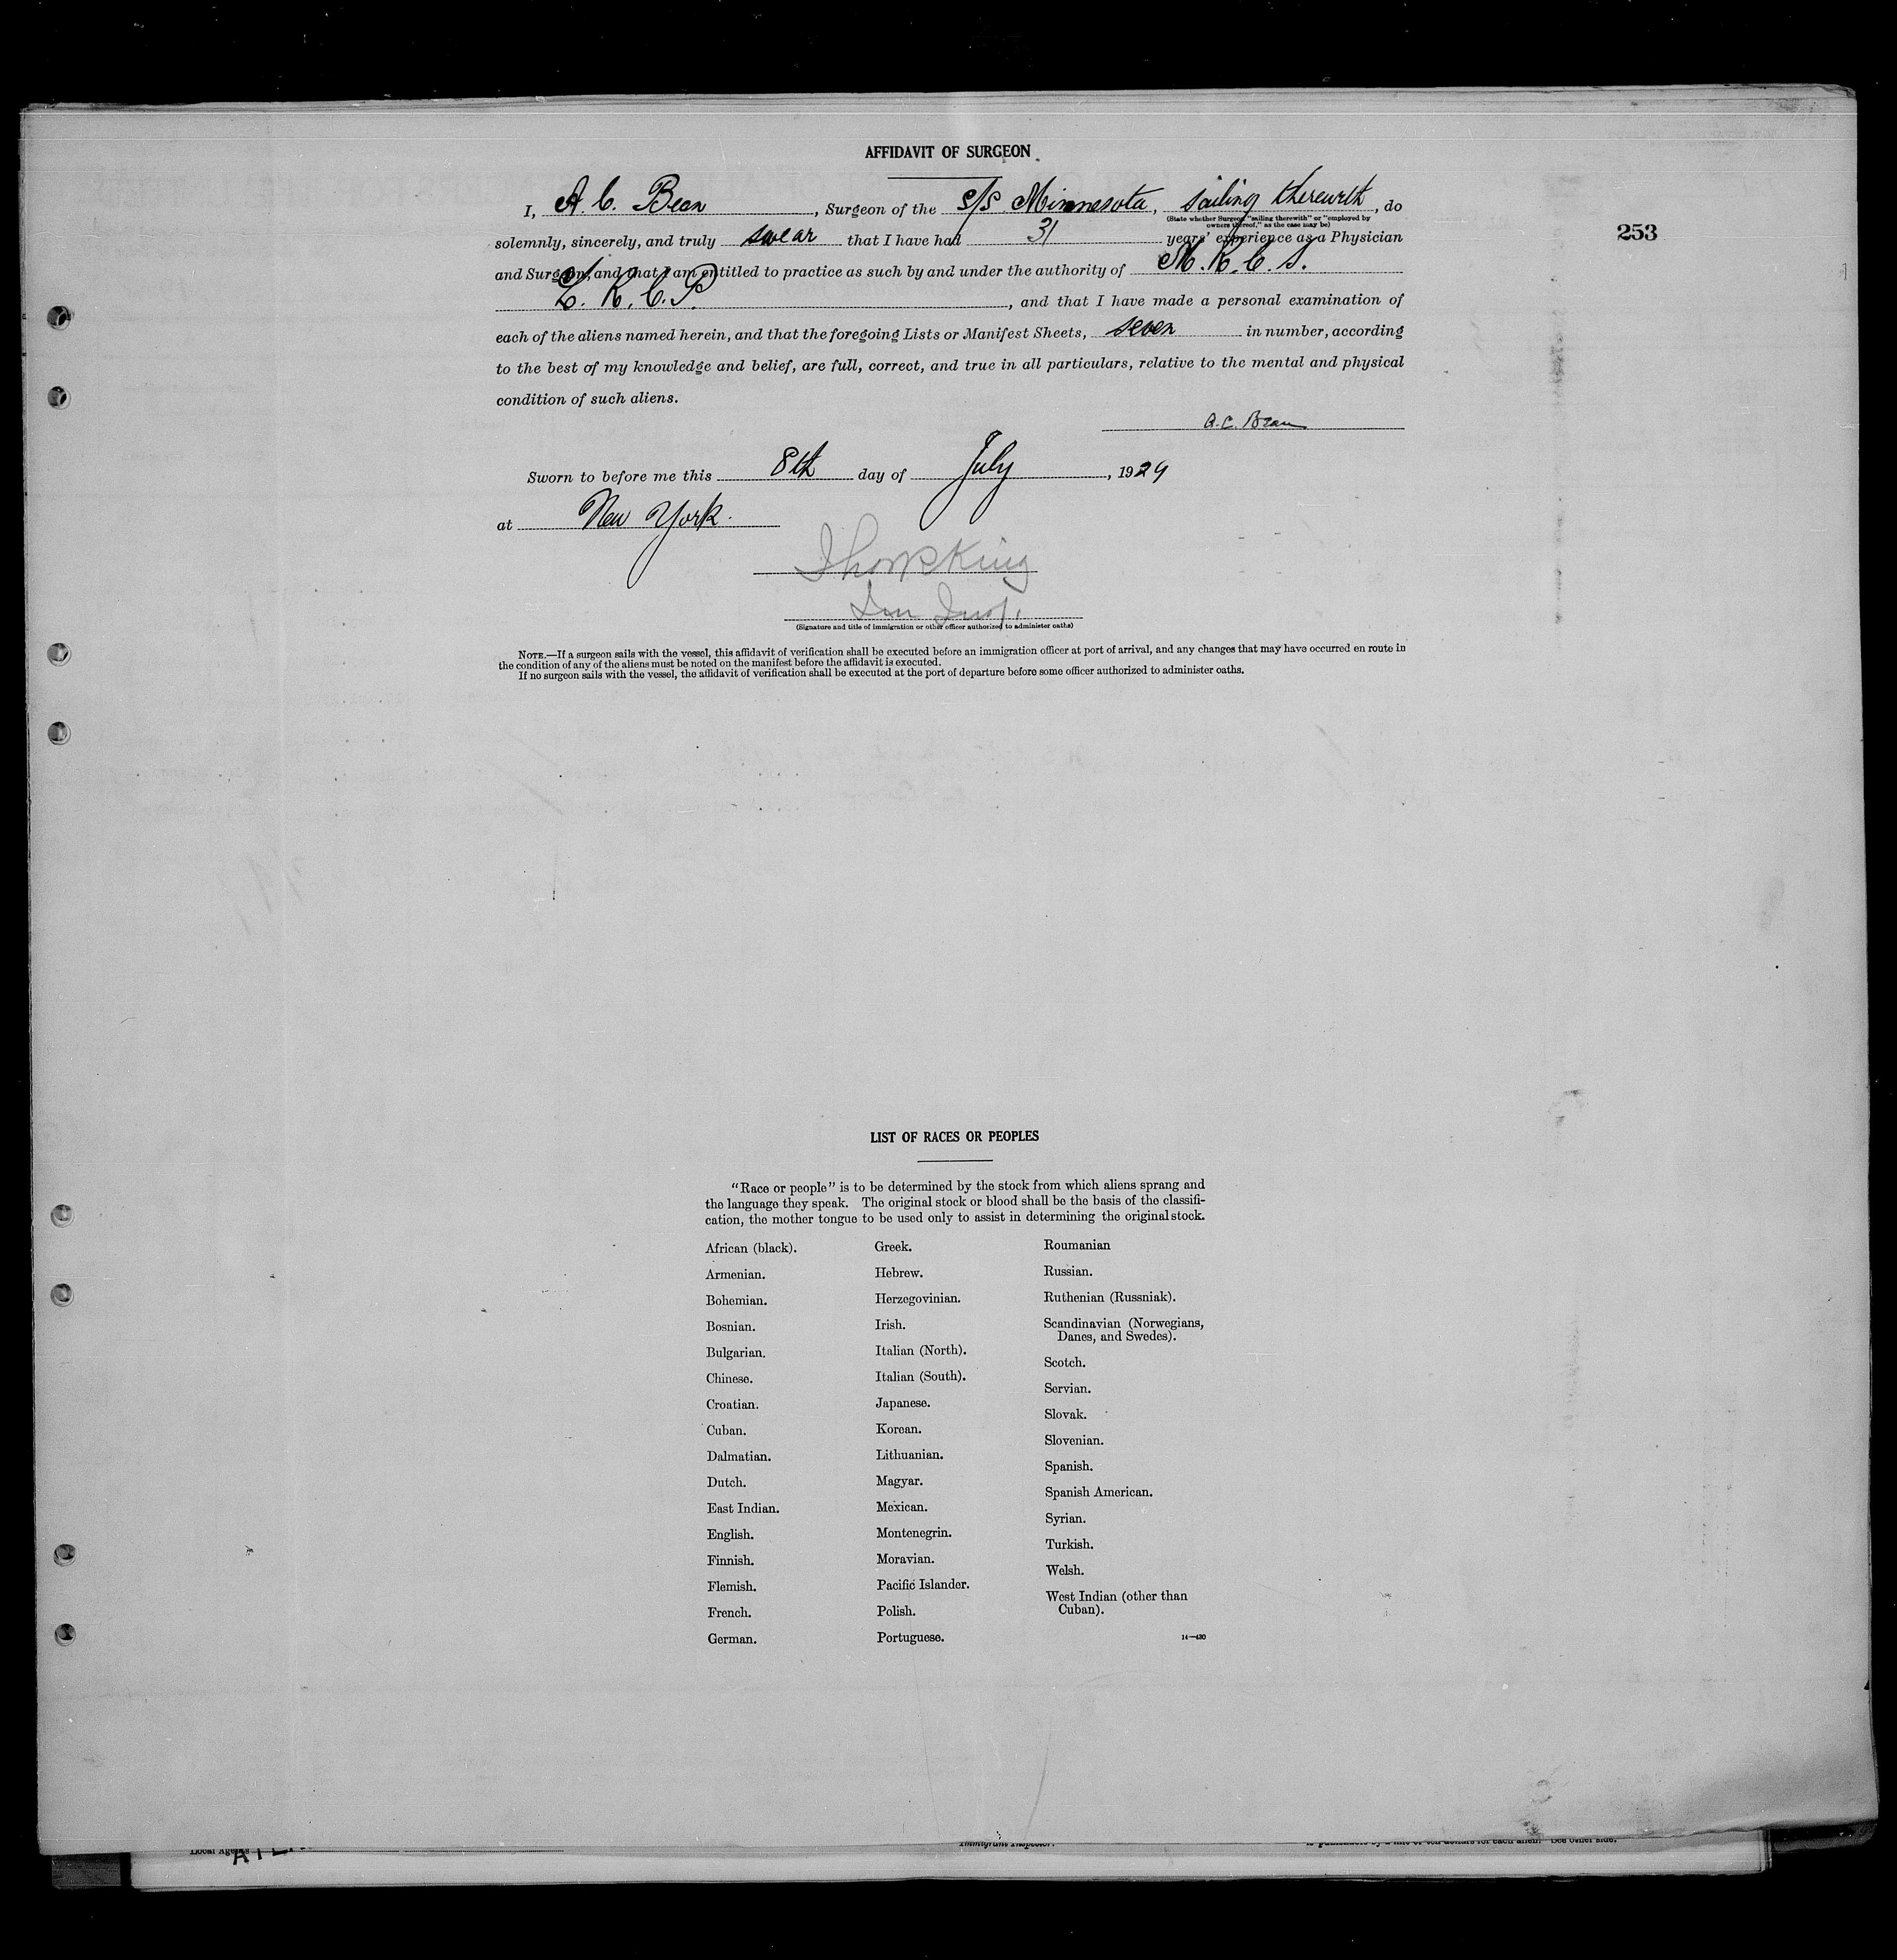 AFFIDAVIT OF SURGEON
I, A. C. Bean, Surgeon of the S/S Minnesota, sailing therewith, do
(State whether Surgeon "sailing therewith" or "employed by
owners thereof," as the case may be)
253
solemnly, sincerely, and truly swear that I have had 31 years' experience as a Physician
and Surgeon, and that I am entitled to practice as such by and under the authority of M. R. C. S.
L. R. C. P., and that I have made a personal examination of
each of the aliens named herein, and that the foregoing Lists or Manifest Sheets, seven in number, according
to the best of my knowledge and belief, are full, correct, and true in all particulars, relative to the mental and physical
condition of such aliens.
A. C. Bean
Sworn to before me this 8th day of July, 1929
at New York.
Imm Insp.
(Signature and title of immigration or other officer authorized to administer oaths)
NOTE.—If a surgeon sails with the vessel, this affidavit of verification shall be executed before an immigration officer at port of arrival, and any changes that may have occurred en route in
the condition of any of the aliens must be noted on the manifest before the affidavit is executed.
If no surgeon sails with the vessel, the affidavit of verification shall be executed at the port of departure before some officer authorized to administer oaths.
LIST OF RACES OR PEOPLES
"Race or people" is to be determined by the stock from which aliens sprang and
the language they speak. The original stock or blood shall be the basis of the classifi-
cation, the mother tongue to be used only to assist in determining the original stock.
African (black).
Armenian.
Bohemian.
Bosnian.
Bulgarian.
Chinese.
Croatian.
Cuban.
Dalmatian.
Dutch.
East Indian.
English.
Finnish.
Flemish.
French.
German.
Greek.
Hebrew.
Herzegovinian.
Irish.
Italian (North).
Italian (South).
Japanese.
Korean.
Lithuanian.
Magyar.
Mexican.
Montenegrin.
Moravian.
Pacific Islander.
Polish.
Portuguese.
Roumanian
Russian.
Ruthenian (Russniak).
Scandinavian (Norwegians,
Danes, and Swedes).
Scotch.
Servian.
Slovak.
Slovenian.
Spanish.
Spanish American.
Syrian.
Turkish.
Welsh.
West Indian (other than
Cuban).
14—430
Local Agents
Immigrant Inspector.